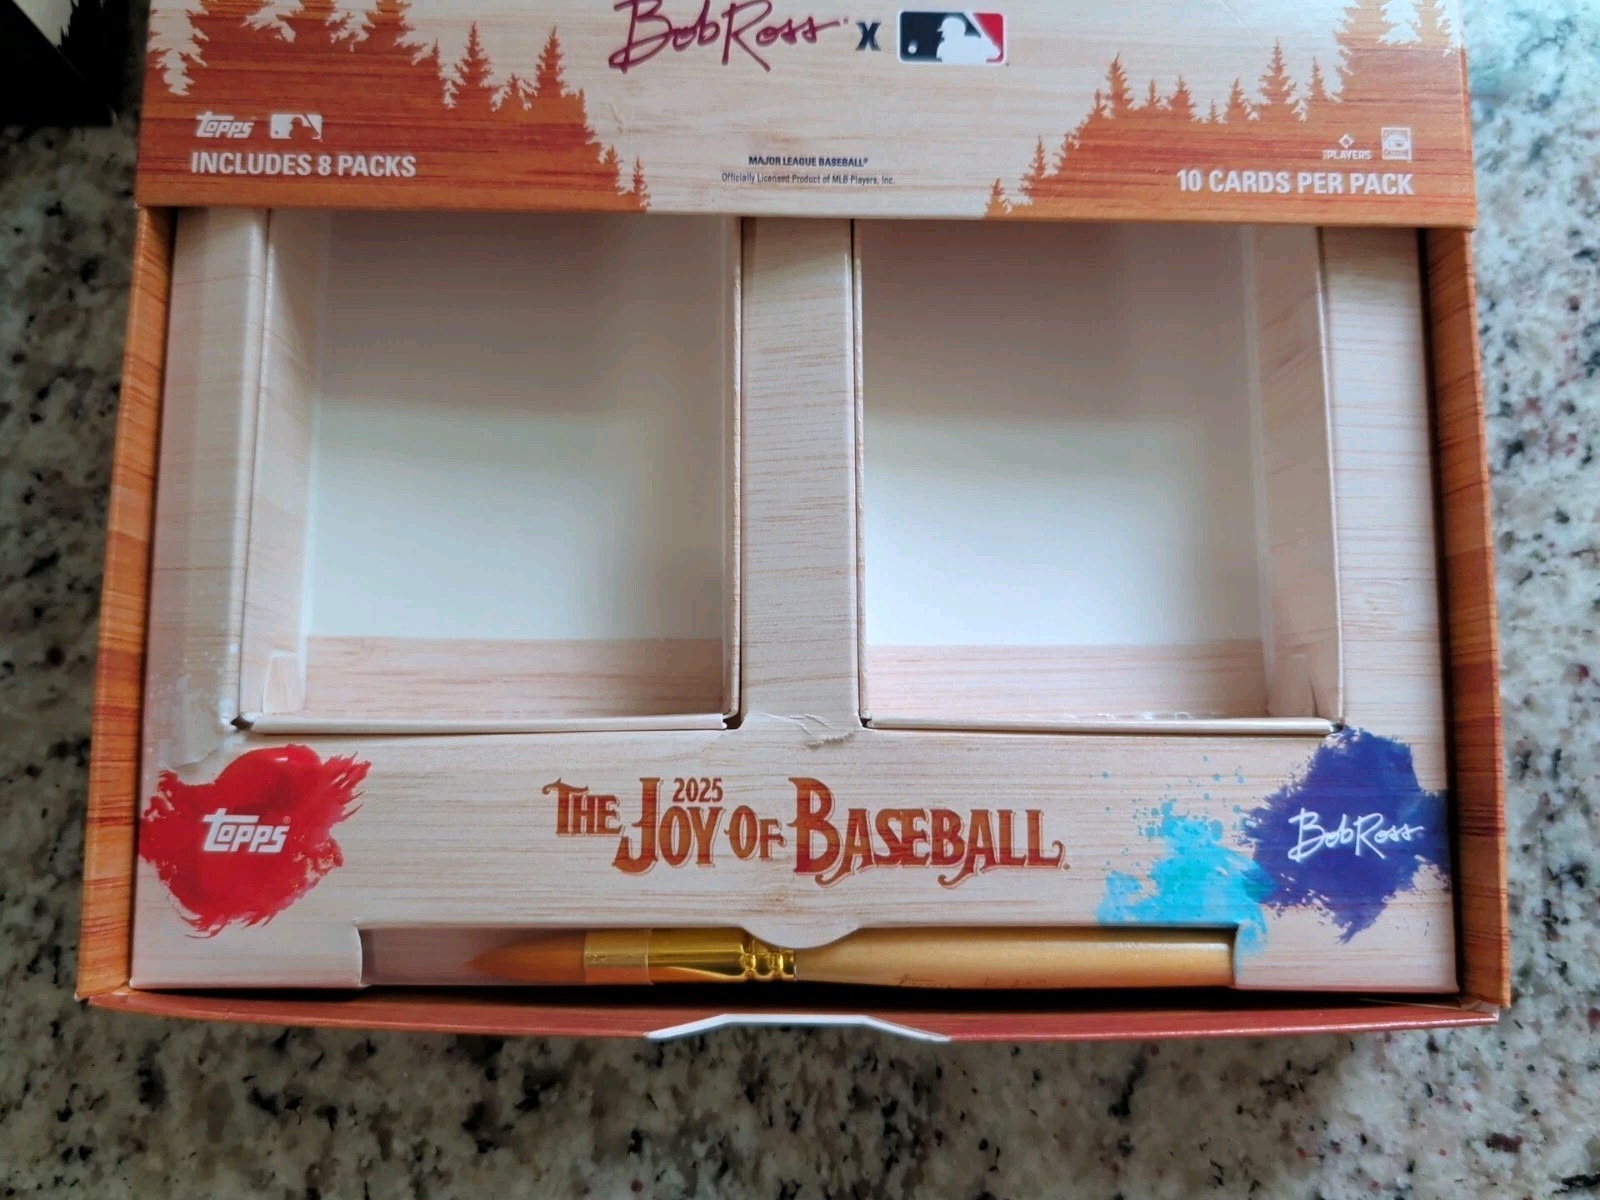 Bob Ross x
Topps
INCLUDES 8 PACKS
MAJOR LEAGUE BASEBALL®
Officially Licensed Product of MLB Players, Inc.
PLAYERS
10 CARDS PER PACK
THE 2025 JOY OF BASEBALL
Topps®
Bob Ross